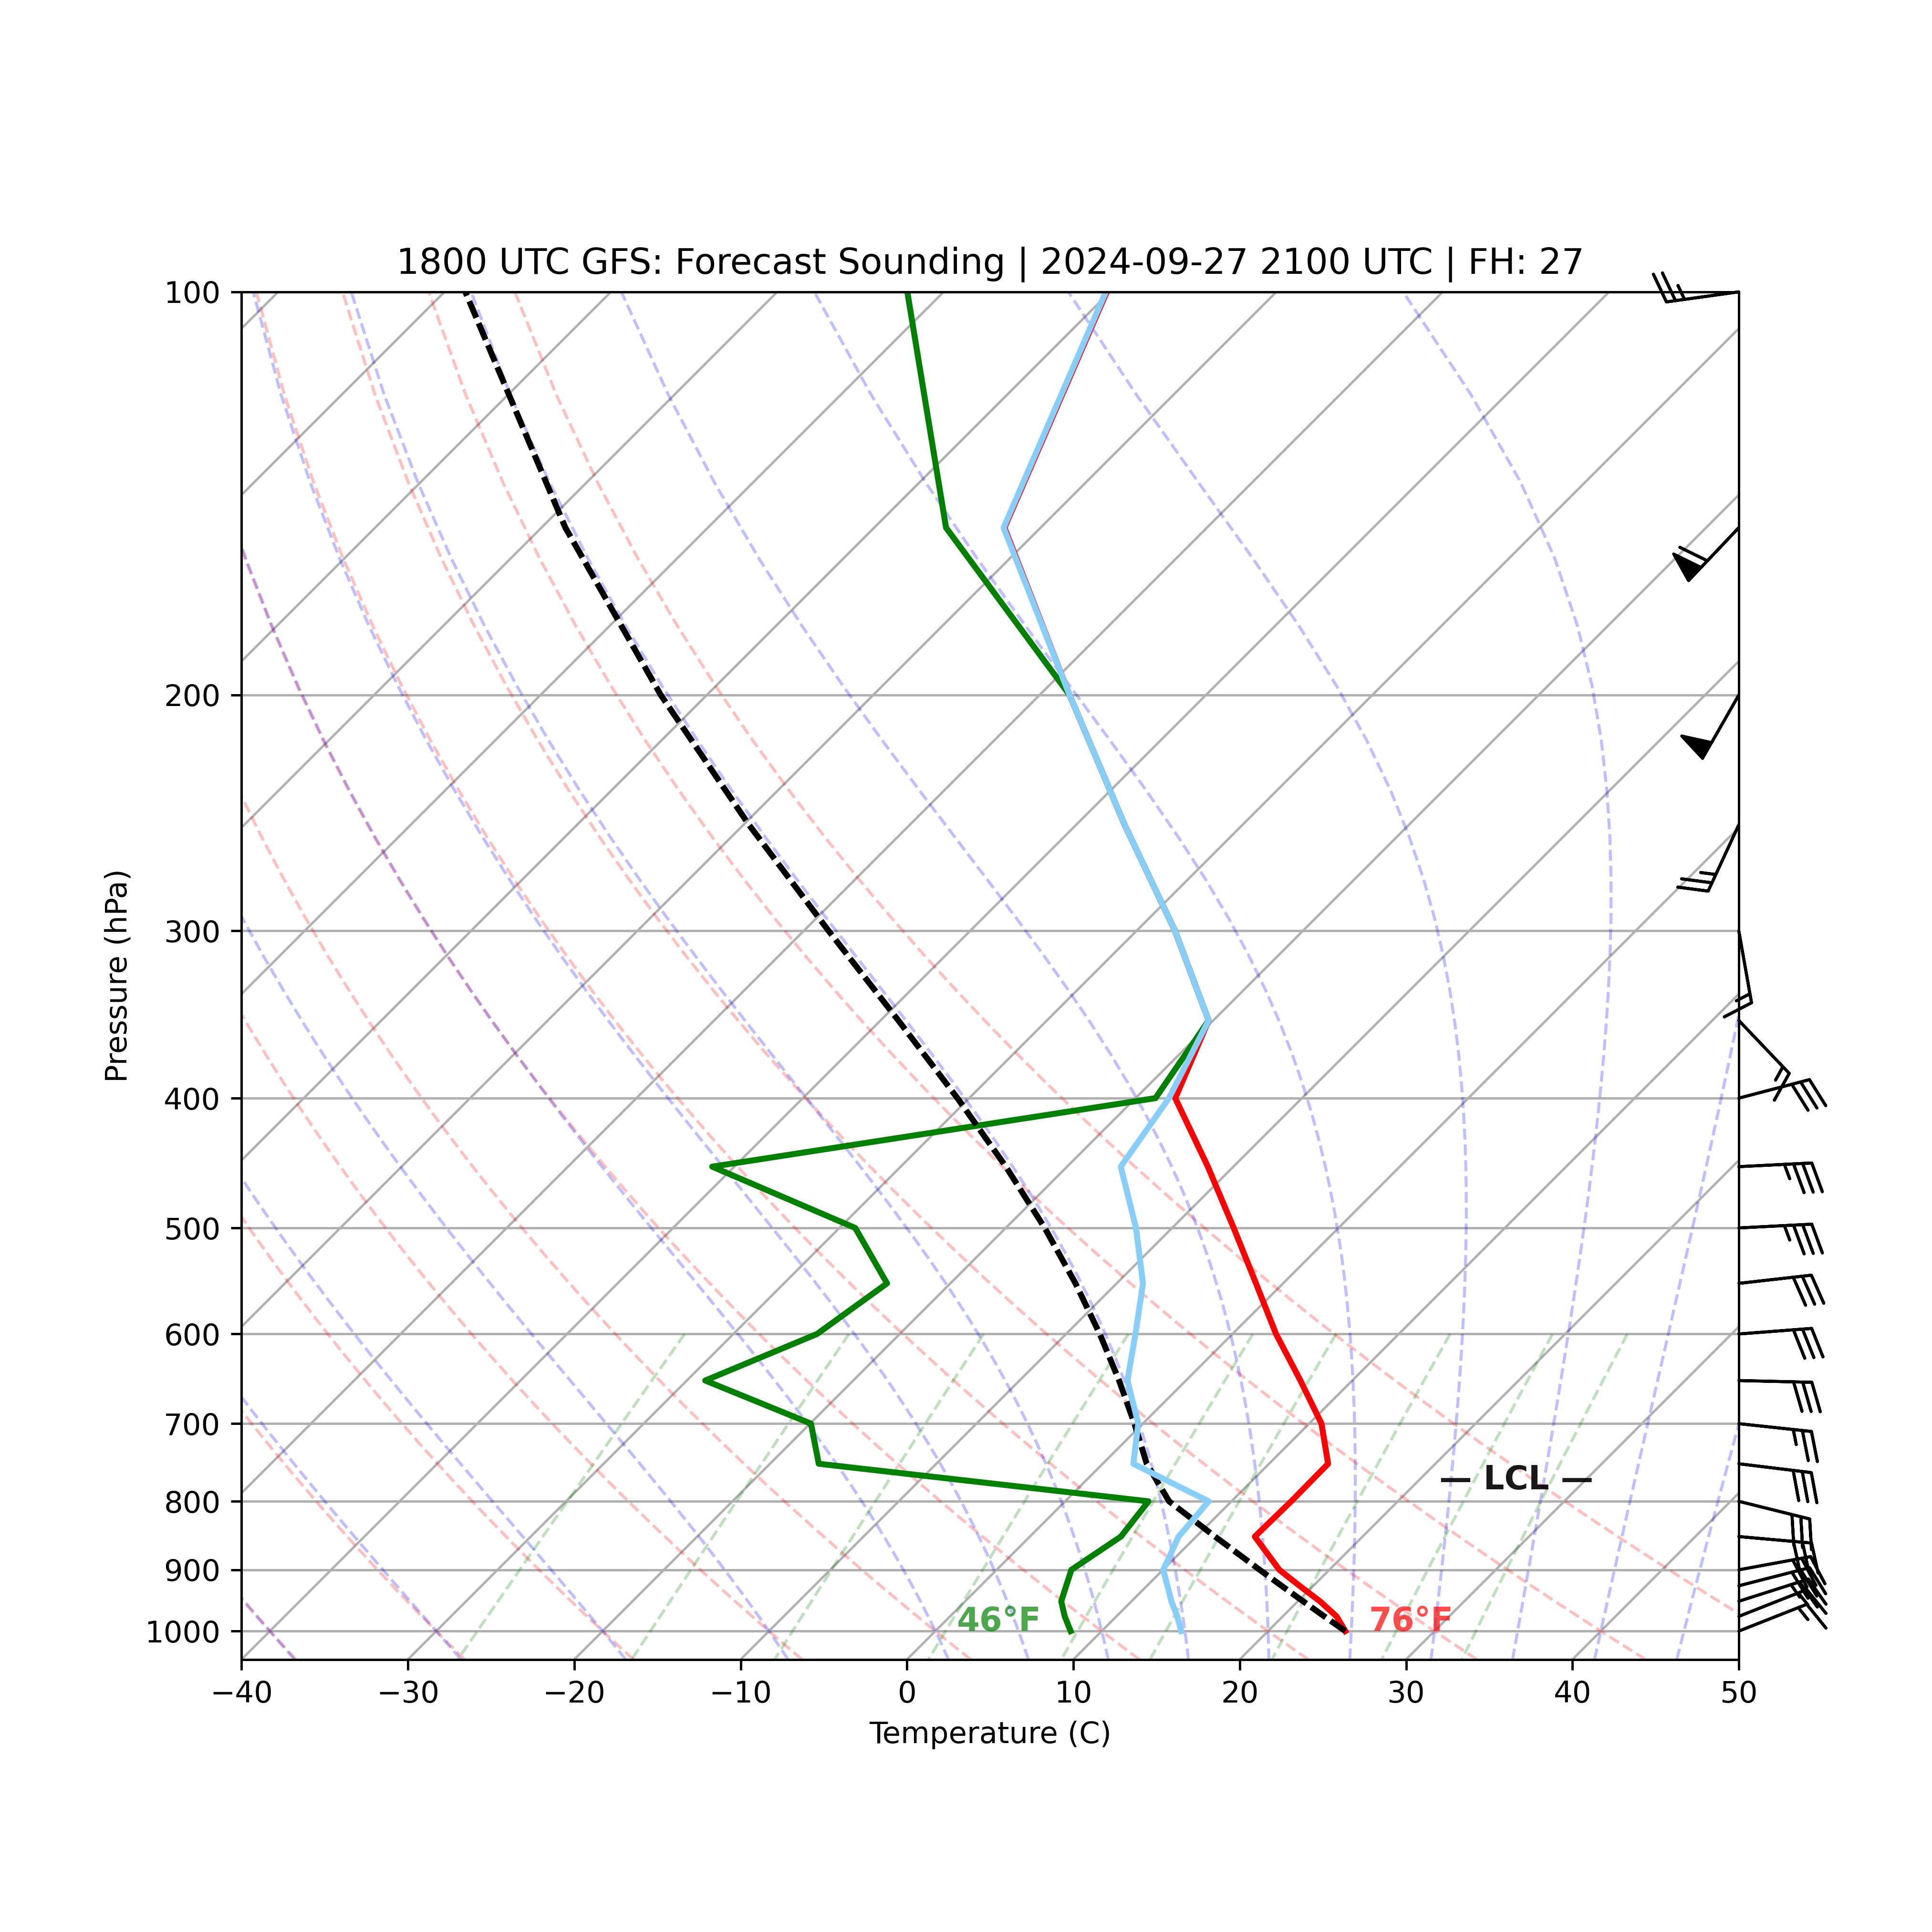 1800 UTC GFS: Forecast Sounding | 2024-09-27 2100 UTC | FH: 27
100
200
300
400
500
600
700
800
900
1000
Pressure (hPa)
— LCL —
46°F
76°F
−40 −30 −20 −10 0 10 20 30 40 50
Temperature (C)